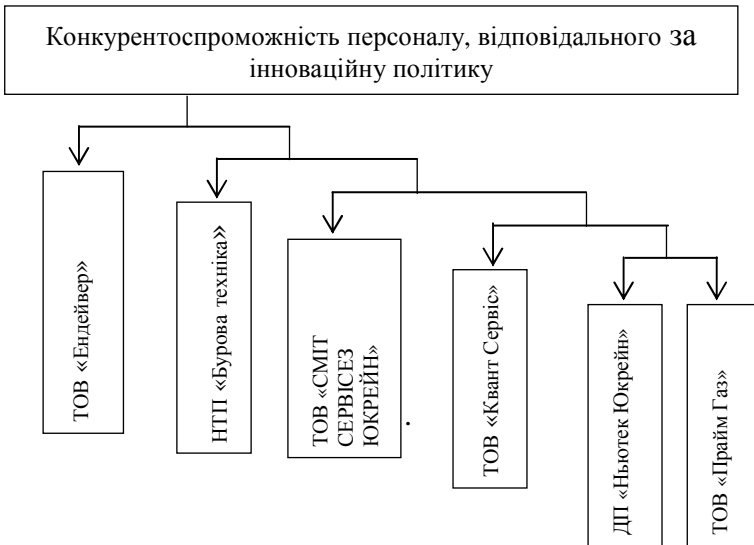 Конкурентоспроможність персоналу, відповідального за
інноваційну політику
ТОВ «Ендейвер»
НТП «Бурова техніка»
ТОВ «СМІТ
СЕРВІСЕЗ
ЮКРЕЙН»
.
ТОВ «Квант Сервіс»
ДП «Ньютек Юкрейн»
ТОВ «Прайм Газ»